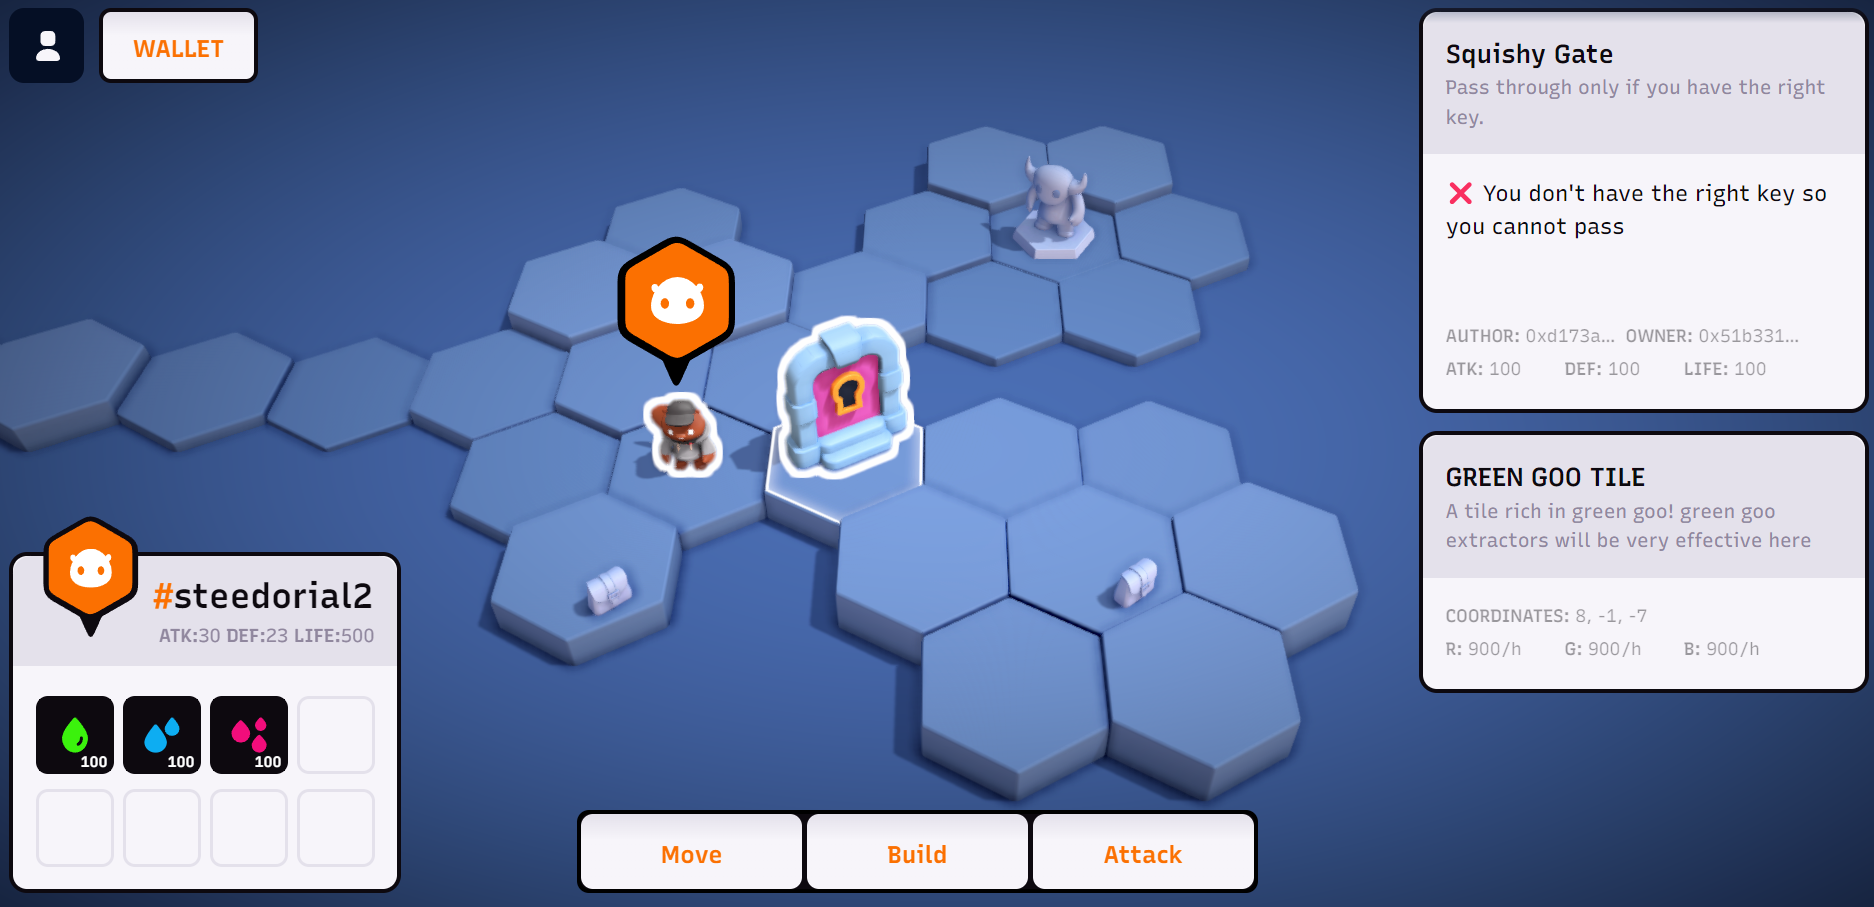 WALLET
Squishy Gate
Pass through only if you have the right
key.
❌ You don't have the right key so
you cannot pass
AUTHOR: 0xd173a... OWNER: 0x51b331...
ATK: 100 DEF: 100 LIFE: 100
GREEN GOO TILE
A tile rich in green goo! green goo
extractors will be very effective here
COORDINATES: 8, -1, -7
R: 900/h G: 900/h B: 900/h
#steedorial2
ATK:30 DEF:23 LIFE:500
100 100 100
Move Build Attack